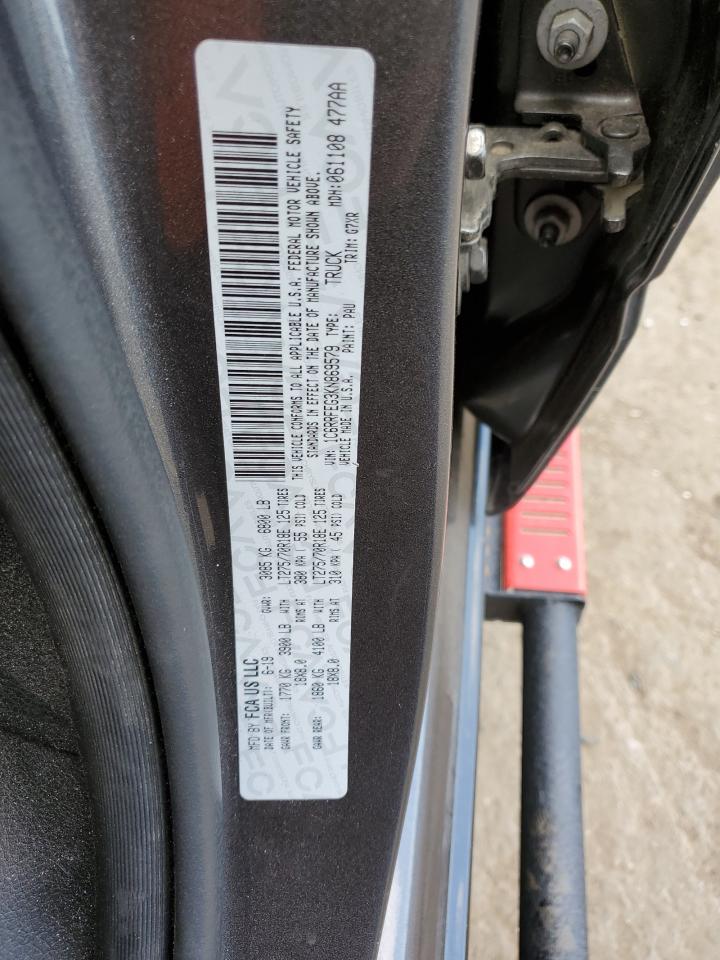 MFD BY FCA US LLC
DATE OF MFR(BUILT): 6-19 GVWR: 3085 KG 6800 LB
GAWR FRONT: 1770 KG 3900 LB WITH LT275/70R18E 125 TIRES
18X8.0 RIMS AT 380 KPA ( 55 PSI) COLD
GAWR REAR: 1860 KG 4100 LB WITH LT275/70R18E 125 TIRES
18X8.0 RIMS AT 310 KPA ( 45 PSI) COLD
THIS VEHICLE CONFORMS TO ALL APPLICABLE U.S.A. FEDERAL MOTOR VEHICLE SAFETY
STANDARDS IN EFFECT ON THE DATE OF MANUFACTURE SHOWN ABOVE.
VIN: 1C6RRFEG3KN869579 TYPE: TRUCK MDH:061108 477AA
VEHICLE MADE IN U.S.A. PAINT: PAU TRIM: G7XR